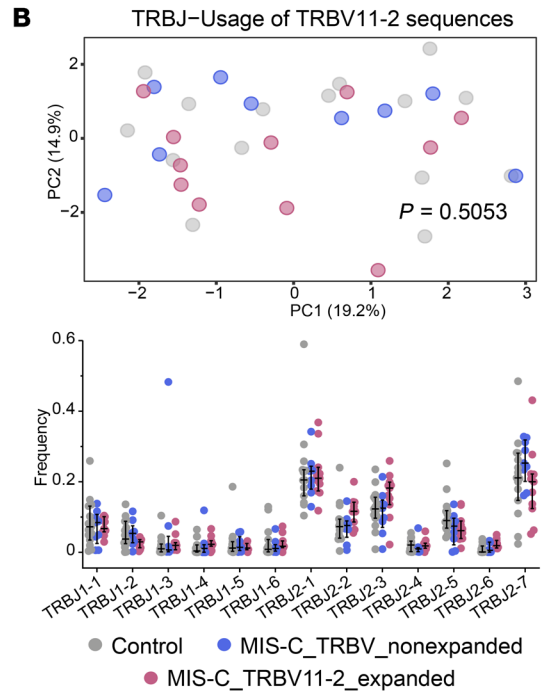 B
TRBJ−Usage of TRBV11-2 sequences
PC2 (14.9%)
2
0
−2
P = 0.5053
−2 −1 0 1 2 3
PC1 (19.2%)
Frequency
0.6
0.4
0.2
0
TRBJ1-1 TRBJ1-2 TRBJ1-3 TRBJ1-4 TRBJ1-5 TRBJ1-6 TRBJ2-1 TRBJ2-2 TRBJ2-3 TRBJ2-4 TRBJ2-5 TRBJ2-6 TRBJ2-7
Control MIS-C_TRBV_nonexpanded
MIS-C_TRBV11-2_expanded